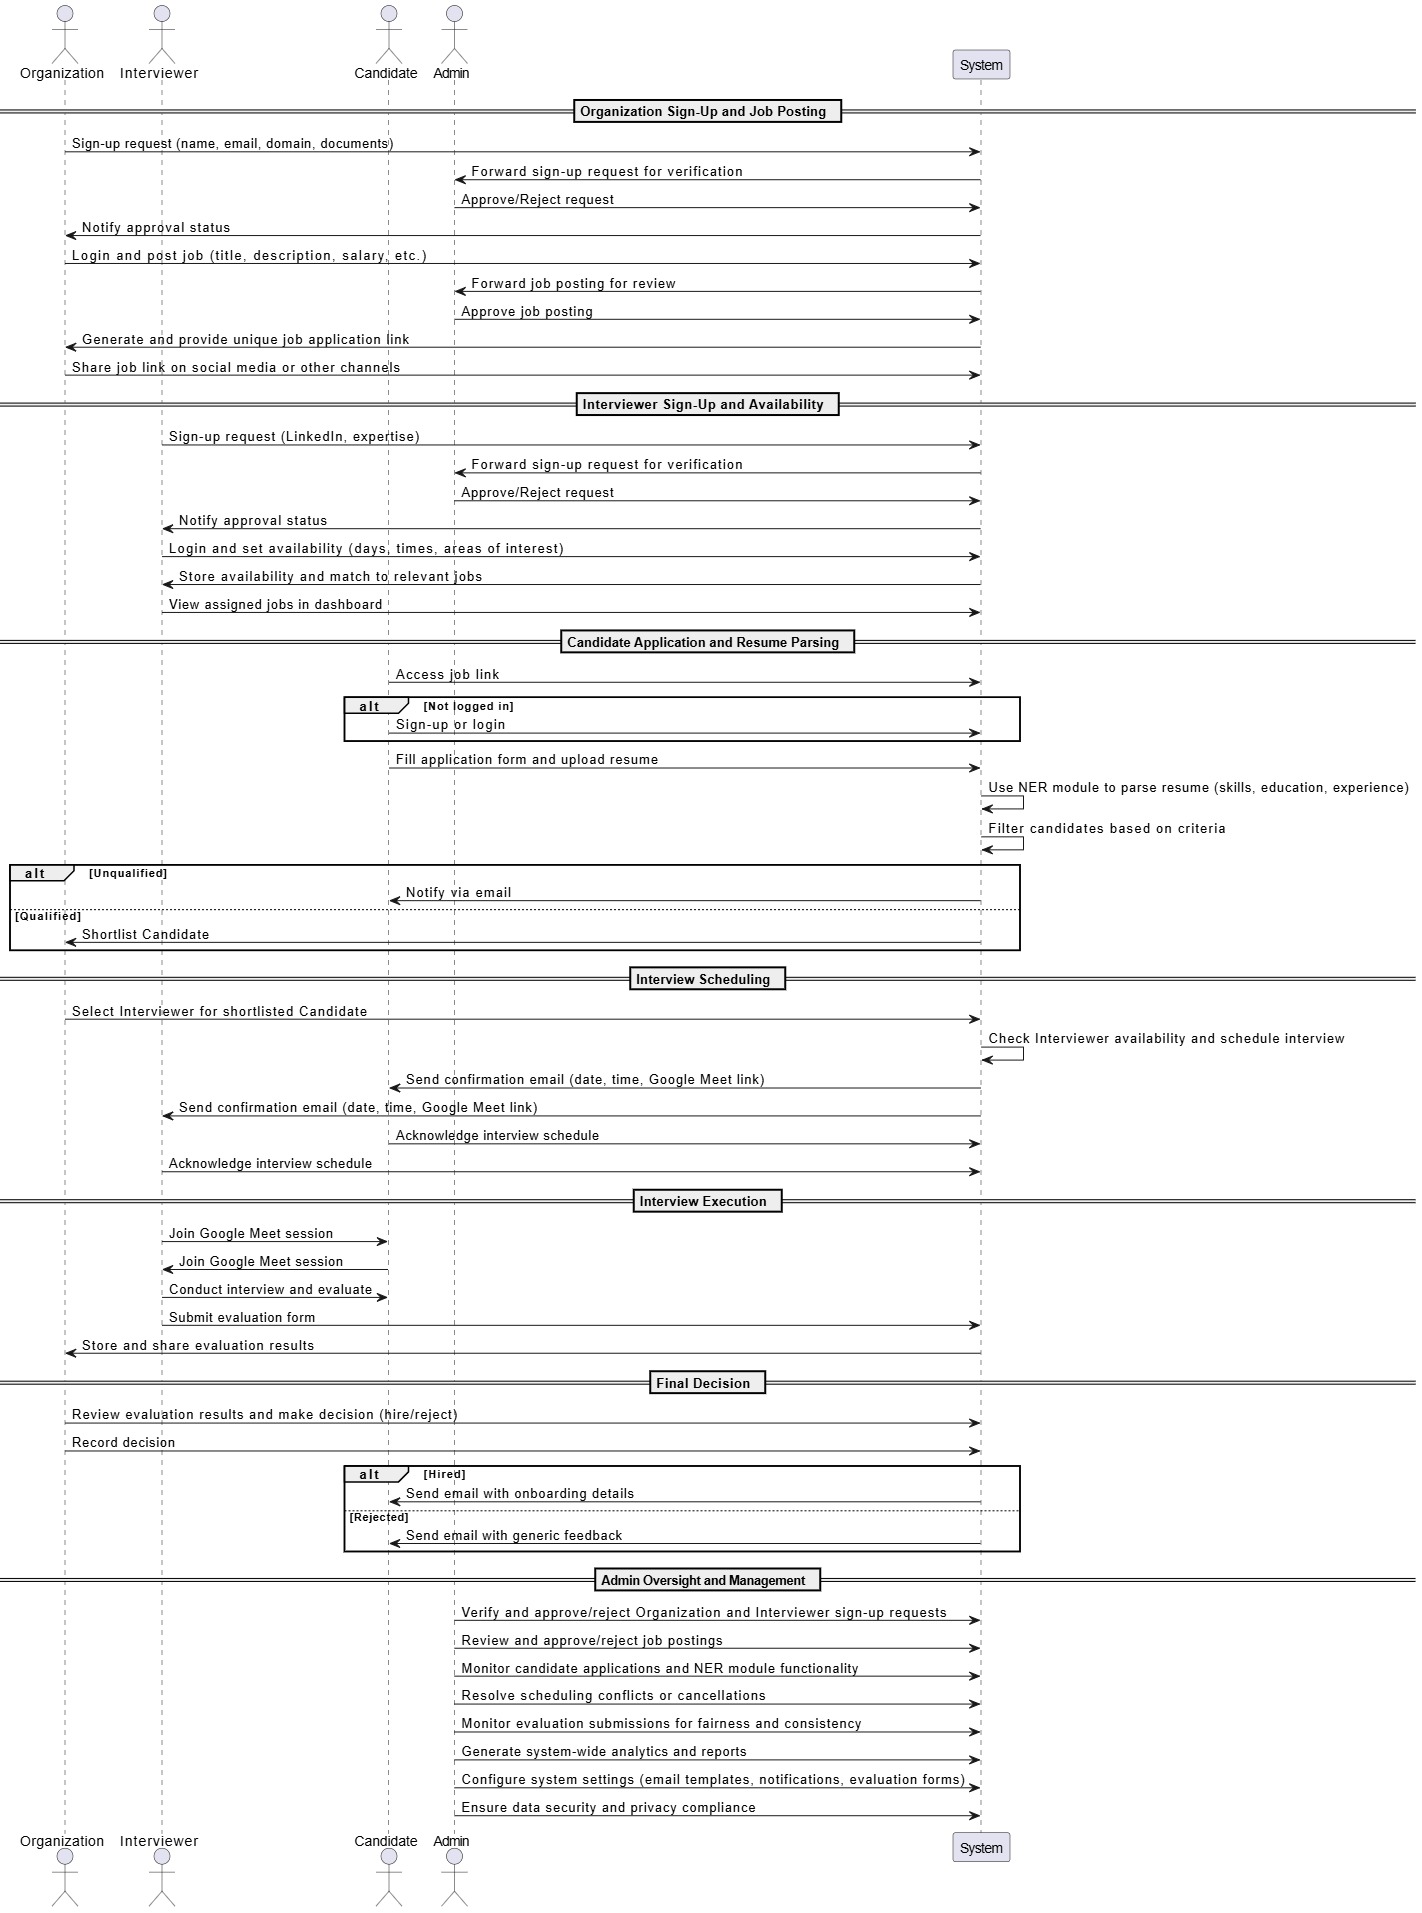 Organization
Interviewer
Candidate
Admin
System
Organization Sign-Up and Job Posting
Sign-up request (name, email, domain, documents)
Forward sign-up request for verification
Approve/Reject request
Notify approval status
Login and post job (title, description, salary, etc.)
Forward job posting for review
Approve job posting
Generate and provide unique job application link
Share job link on social media or other channels
Interviewer Sign-Up and Availability
Sign-up request (LinkedIn, expertise)
Forward sign-up request for verification
Approve/Reject request
Notify approval status
Login and set availability (days, times, areas of interest)
Store availability and match to relevant jobs
View assigned jobs in dashboard
Candidate Application and Resume Parsing
Access job link
alt [Not logged in]
Sign-up or login
Fill application form and upload resume
Use NER module to parse resume (skills, education, experience)
Filter candidates based on criteria
alt [Unqualified]
Notify via email
[Qualified]
Shortlist Candidate
Interview Scheduling
Select Interviewer for shortlisted Candidate
Check Interviewer availability and schedule interview
Send confirmation email (date, time, Google Meet link)
Send confirmation email (date, time, Google Meet link)
Acknowledge interview schedule
Acknowledge interview schedule
Interview Execution
Join Google Meet session
Join Google Meet session
Conduct interview and evaluate
Submit evaluation form
Store and share evaluation results
Final Decision
Review evaluation results and make decision (hire/reject)
Record decision
alt [Hired]
Send email with onboarding details
[Rejected]
Send email with generic feedback
Admin Oversight and Management
Verify and approve/reject Organization and Interviewer sign-up requests
Review and approve/reject job postings
Monitor candidate applications and NER module functionality
Resolve scheduling conflicts or cancellations
Monitor evaluation submissions for fairness and consistency
Generate system-wide analytics and reports
Configure system settings (email templates, notifications, evaluation forms)
Ensure data security and privacy compliance
Organization
Interviewer
Candidate
Admin
System